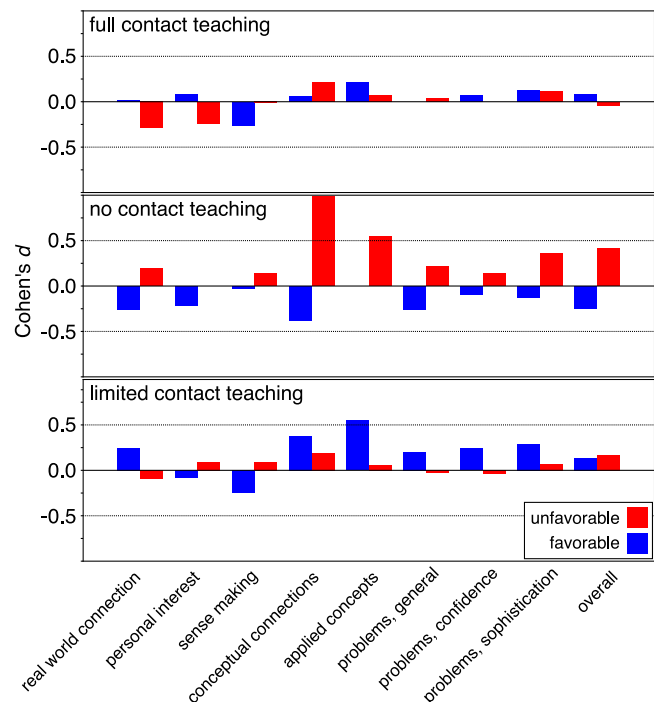 full contact teaching
0.5
0.0
-0.5
no contact teaching
0.5
0.0
-0.5
Cohen's d
limited contact teaching
0.5
0.0
-0.5
unfavorable
favorable
real world connection
personal interest
sense making
conceptual connections
applied concepts
problems, general
problems, confidence
problems, sophistication
overall